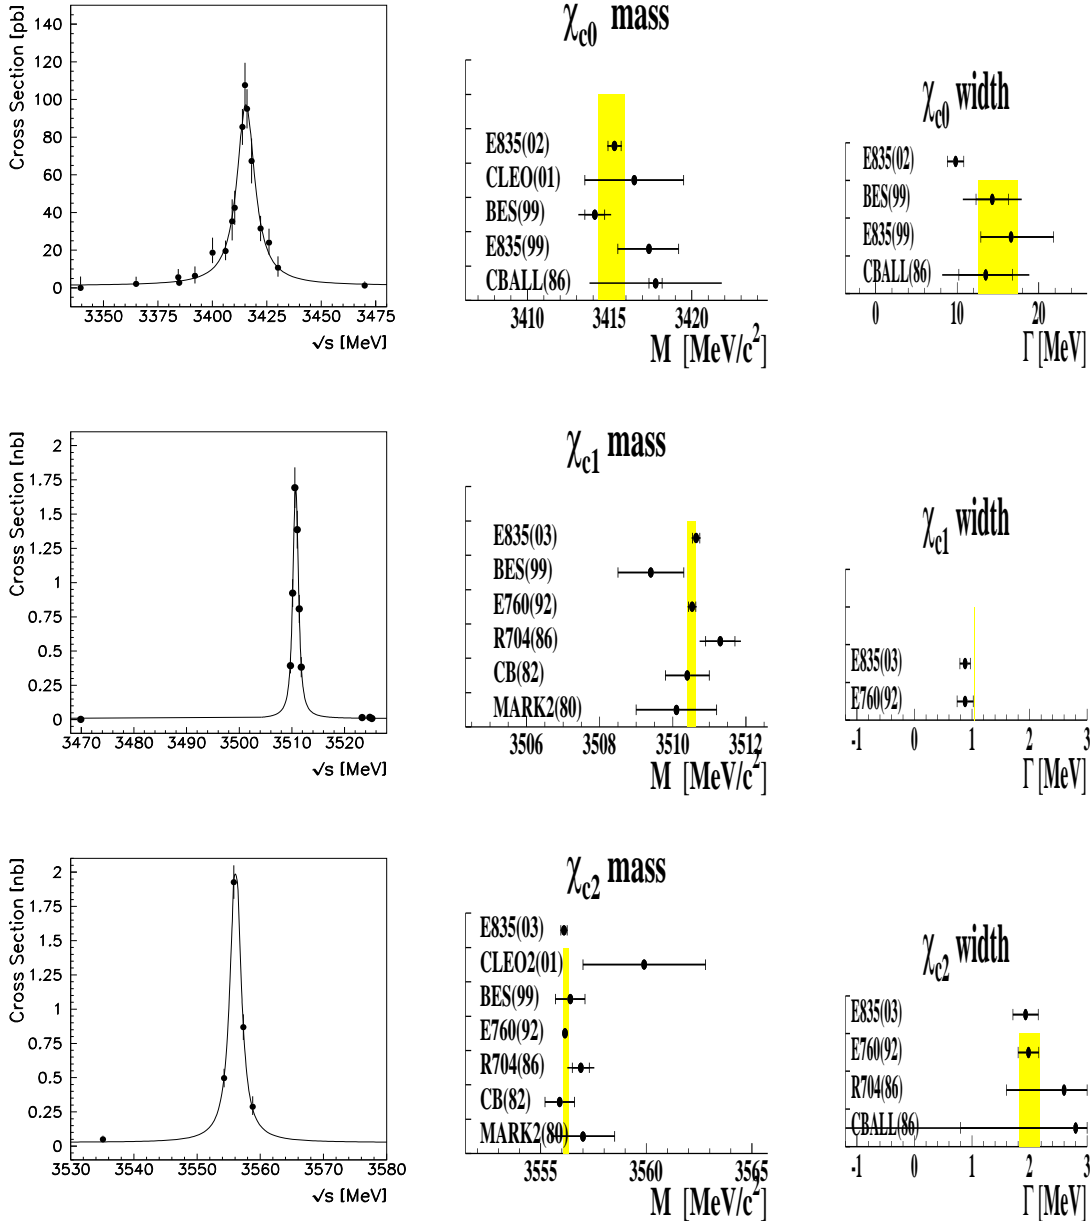 Cross Section [pb]
140
120
100
80
60
40
20
0
3350 3375 3400 3425 3450 3475
√s [MeV]
χc0 mass
E835(02)
CLEO(01)
BES(99)
E835(99)
CBALL(86)
3410 3415 3420
M [MeV/c²]
χc0 width
E835(02)
BES(99)
E835(99)
CBALL(86)
0 10 20
Γ [MeV]
Cross Section [nb]
2
1.75
1.5
1.25
1
0.75
0.5
0.25
0
3470 3480 3490 3500 3510 3520
√s [MeV]
χc1 mass
E835(03)
BES(99)
E760(92)
R704(86)
CB(82)
MARK2(80)
3506 3508 3510 3512
M [MeV/c²]
χc1 width
E835(03)
E760(92)
-1 0 1 2 3
Γ [MeV]
Cross Section [nb]
2
1.75
1.5
1.25
1
0.75
0.5
0.25
0
3530 3540 3550 3560 3570 3580
√s [MeV]
χc2 mass
E835(03)
CLEO2(01)
BES(99)
E760(92)
R704(86)
CB(82)
MARK2(80)
3555 3560 3565
M [MeV/c²]
χc2 width
E835(03)
E760(92)
R704(86)
CBALL(86)
-1 0 1 2 3
Γ [MeV]